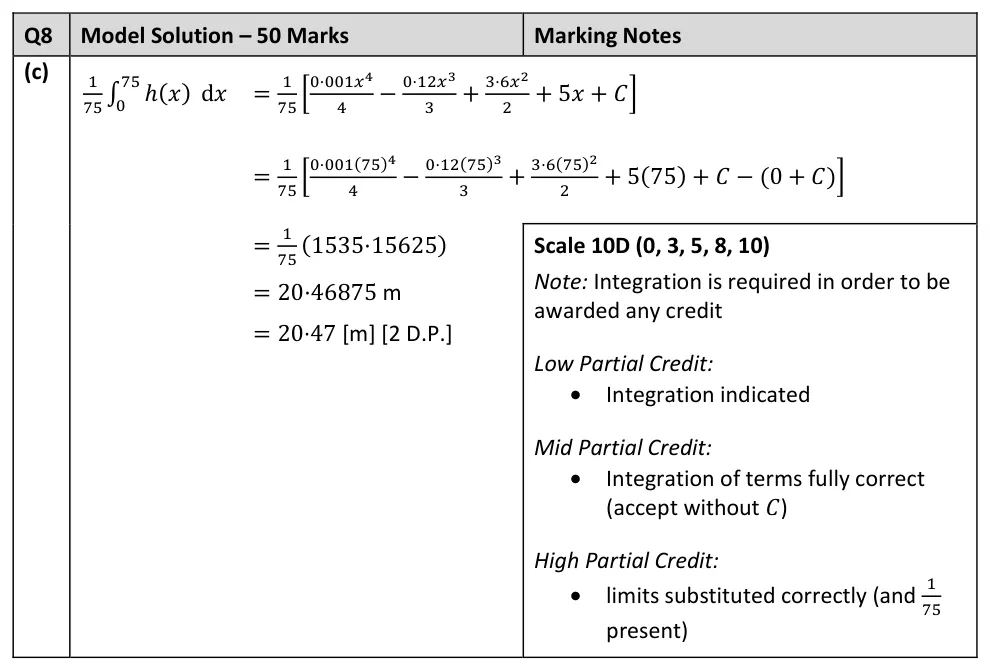 Q8 Model Solution – 50 Marks Marking Notes
(c)
1/75 ∫₀⁷⁵ h(x) dx = 1/75 [0·001x⁴/4 − 0·12x³/3 + 3·6x²/2 + 5x + C]
= 1/75 [0·001(75)⁴/4 − 0·12(75)³/3 + 3·6(75)²/2 + 5(75) + C − (0 + C)]
= 1/75 (1535·15625)
= 20·46875 m
= 20·47 [m] [2 D.P.]
Scale 10D (0, 3, 5, 8, 10)
Note: Integration is required in order to be
awarded any credit
Low Partial Credit:
• Integration indicated
Mid Partial Credit:
• Integration of terms fully correct
(accept without C)
High Partial Credit:
• limits substituted correctly (and 1/75
present)